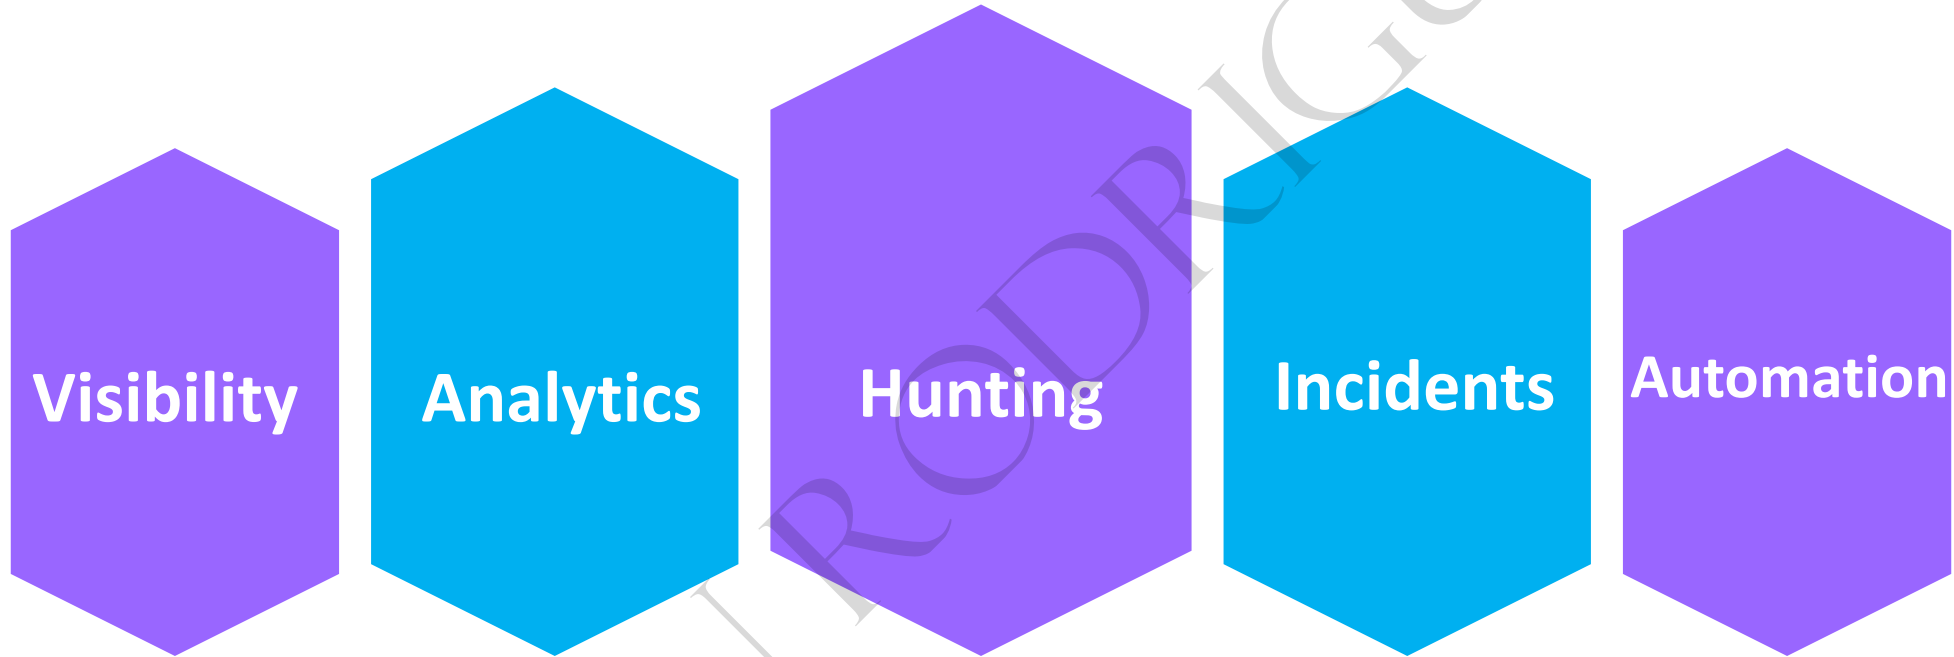 Visibility
Analytics
Hunting
Incidents
Automation